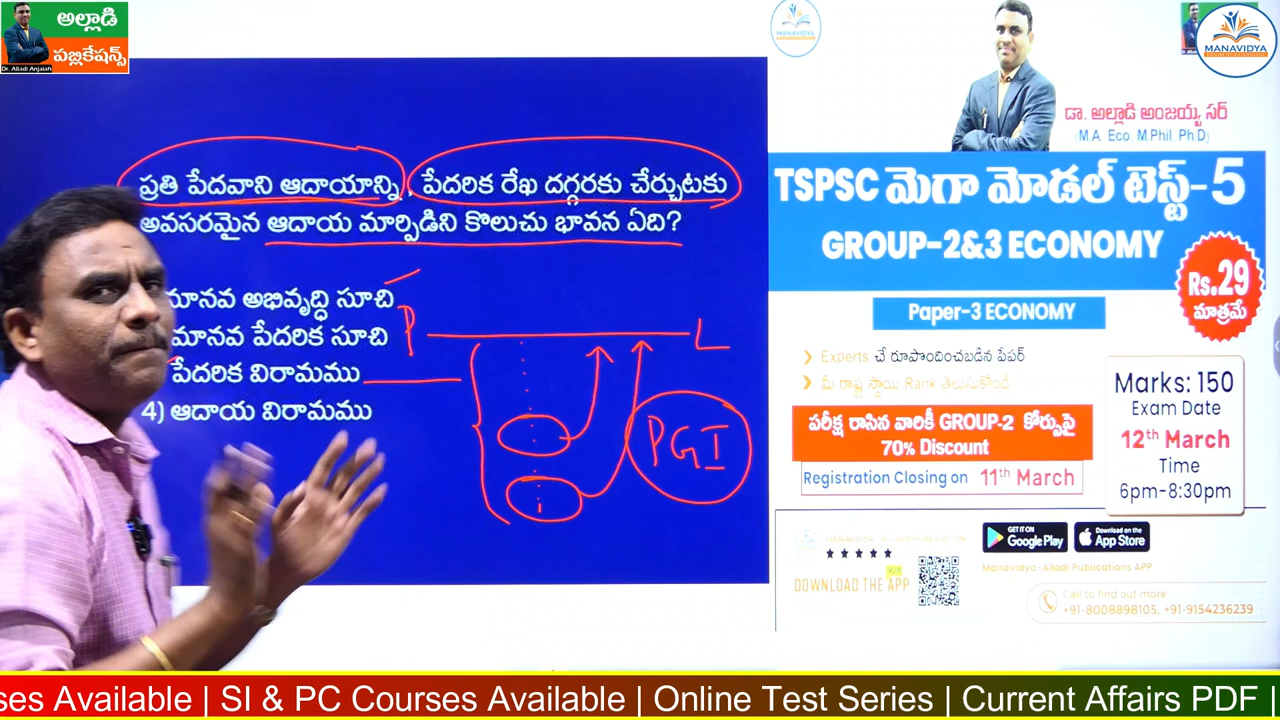 అల్లాడి
పబ్లికేషన్స్
Dr. Alladi Anjaiah
ప్రతి పేదవాని ఆదాయాన్ని , పేదరిక రేఖ దగ్గరకు చేర్చుటకు
అవసరమైన ఆదాయ మార్పిడిని కొలుచు భావన ఏది?
మానవ అభివృద్ధి సూచి
మానవ పేదరిక సూచి
పేదరిక విరామము
4) ఆదాయ విరామము
P L
PGI
MANAVIDYA
MANAVIDYA
డా. అల్లాడి అంజయ్య సర్
(M.A. Eco M.Phil. Ph.D)
TSPSC మెగా మోడల్ టెస్ట్-5
GROUP-2&3 ECONOMY
Rs.29
మాత్రమే
Paper-3 ECONOMY
Experts చే రూపొందించబడిన పేపర్
మీ రాష్ట్ర స్థాయి Rank తెలుసుకోండి
పరీక్ష రాసిన వారికీ GROUP-2 కోర్సుపై
70% Discount
Registration Closing on 11th March
Marks: 150
Exam Date
12th March
Time
6pm-8:30pm
MANAVIDYA - ALLADI PUBLICATION
DOWNLOAD THE APP
GET IT ON
Google Play
Download on the
App Store
Manavidya-Alladi Publications APP
Call to find out more
+91-8008898105, +91-9154236239
ses Available | SI & PC Courses Available | Online Test Series | Current Affairs PDF |